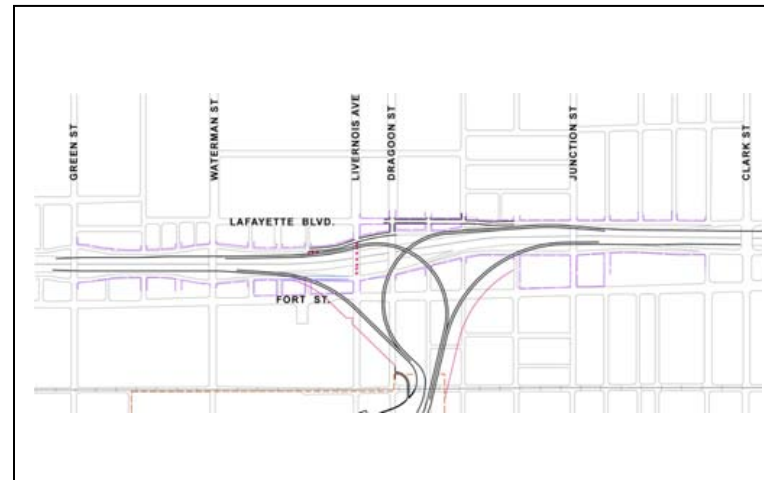 GREEN ST
WATERMAN ST
LIVERNOIS AVE
DRAGOON ST
JUNCTION ST
CLARK ST
LAFAYETTE BLVD.
FORT ST.